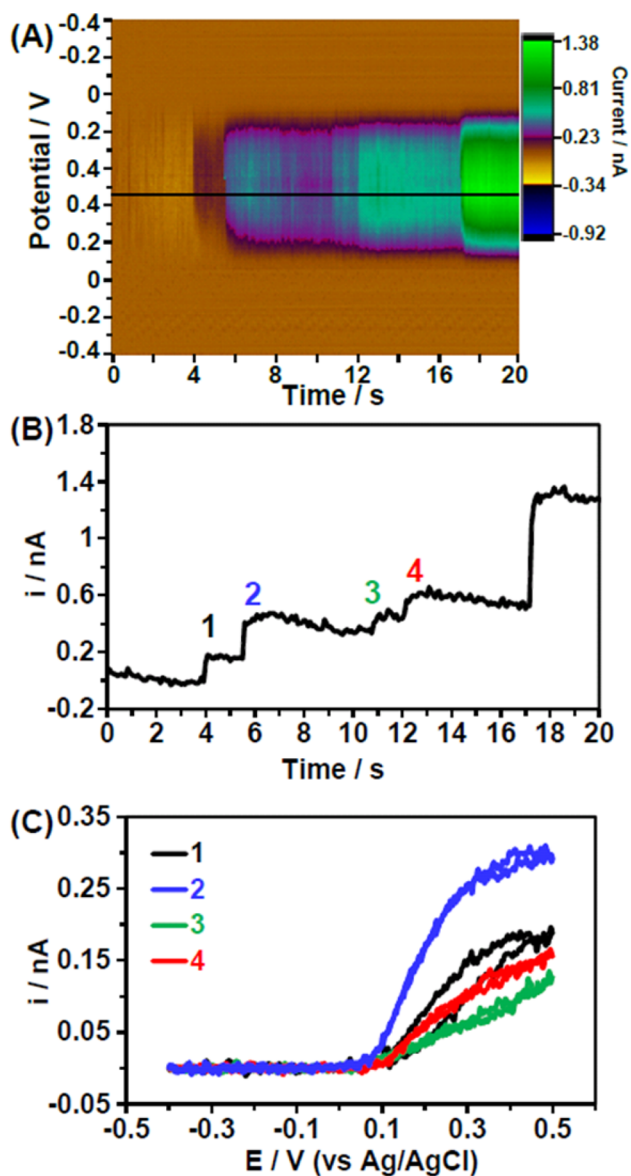 (A)
-0.4
-0.2
0
0.2
0.4
0.4
0.2
0
-0.2
-0.4
Potential / V
0 4 8 12 16 20
Time / s
1.38
0.81
0.23
-0.34
-0.92
Current / nA
(B)
1.8
1.4
1
0.6
0.2
-0.2
i / nA
1
2
3
4
0 2 4 6 8 10 12 14 16 18 20
Time / s
(C)
0.35
0.25
0.15
0.05
-0.05
i / nA
1
2
3
4
-0.5 -0.3 -0.1 0.1 0.3 0.5
E / V (vs Ag/AgCl)